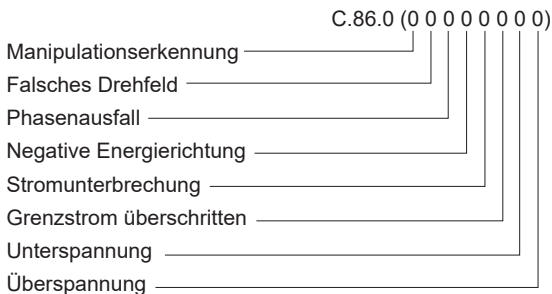 C.86.0 (0 0 0 0 0 0 0 0)
Manipulationserkennung
Falsches Drehfeld
Phasenausfall
Negative Energierichtung
Stromunterbrechung
Grenzstrom überschritten
Unterspannung
Überspannung